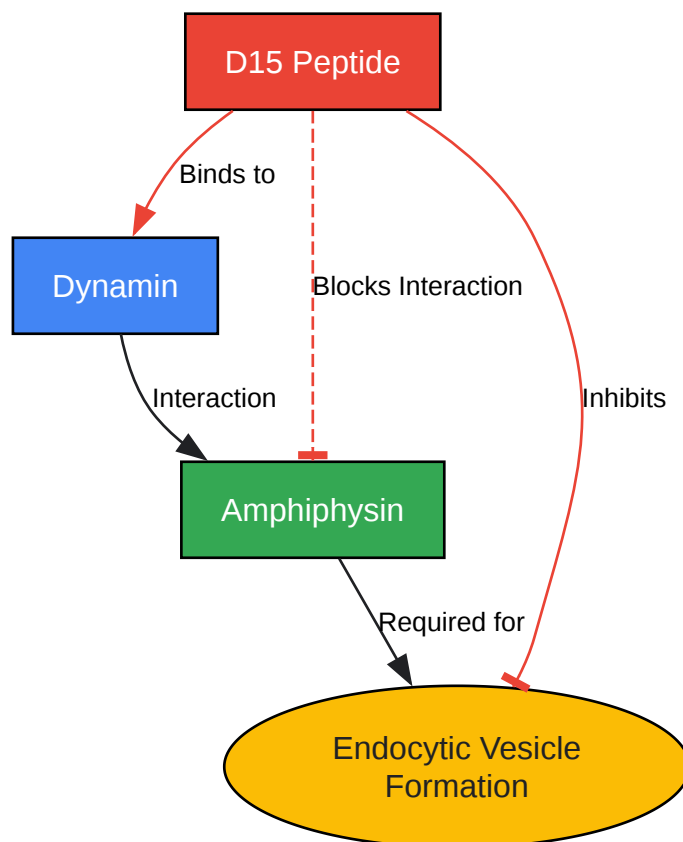 D15 Peptide
Binds to
Dynamin
Blocks Interaction
Interaction
Inhibits
Amphiphysin
Required for
Endocytic Vesicle
Formation